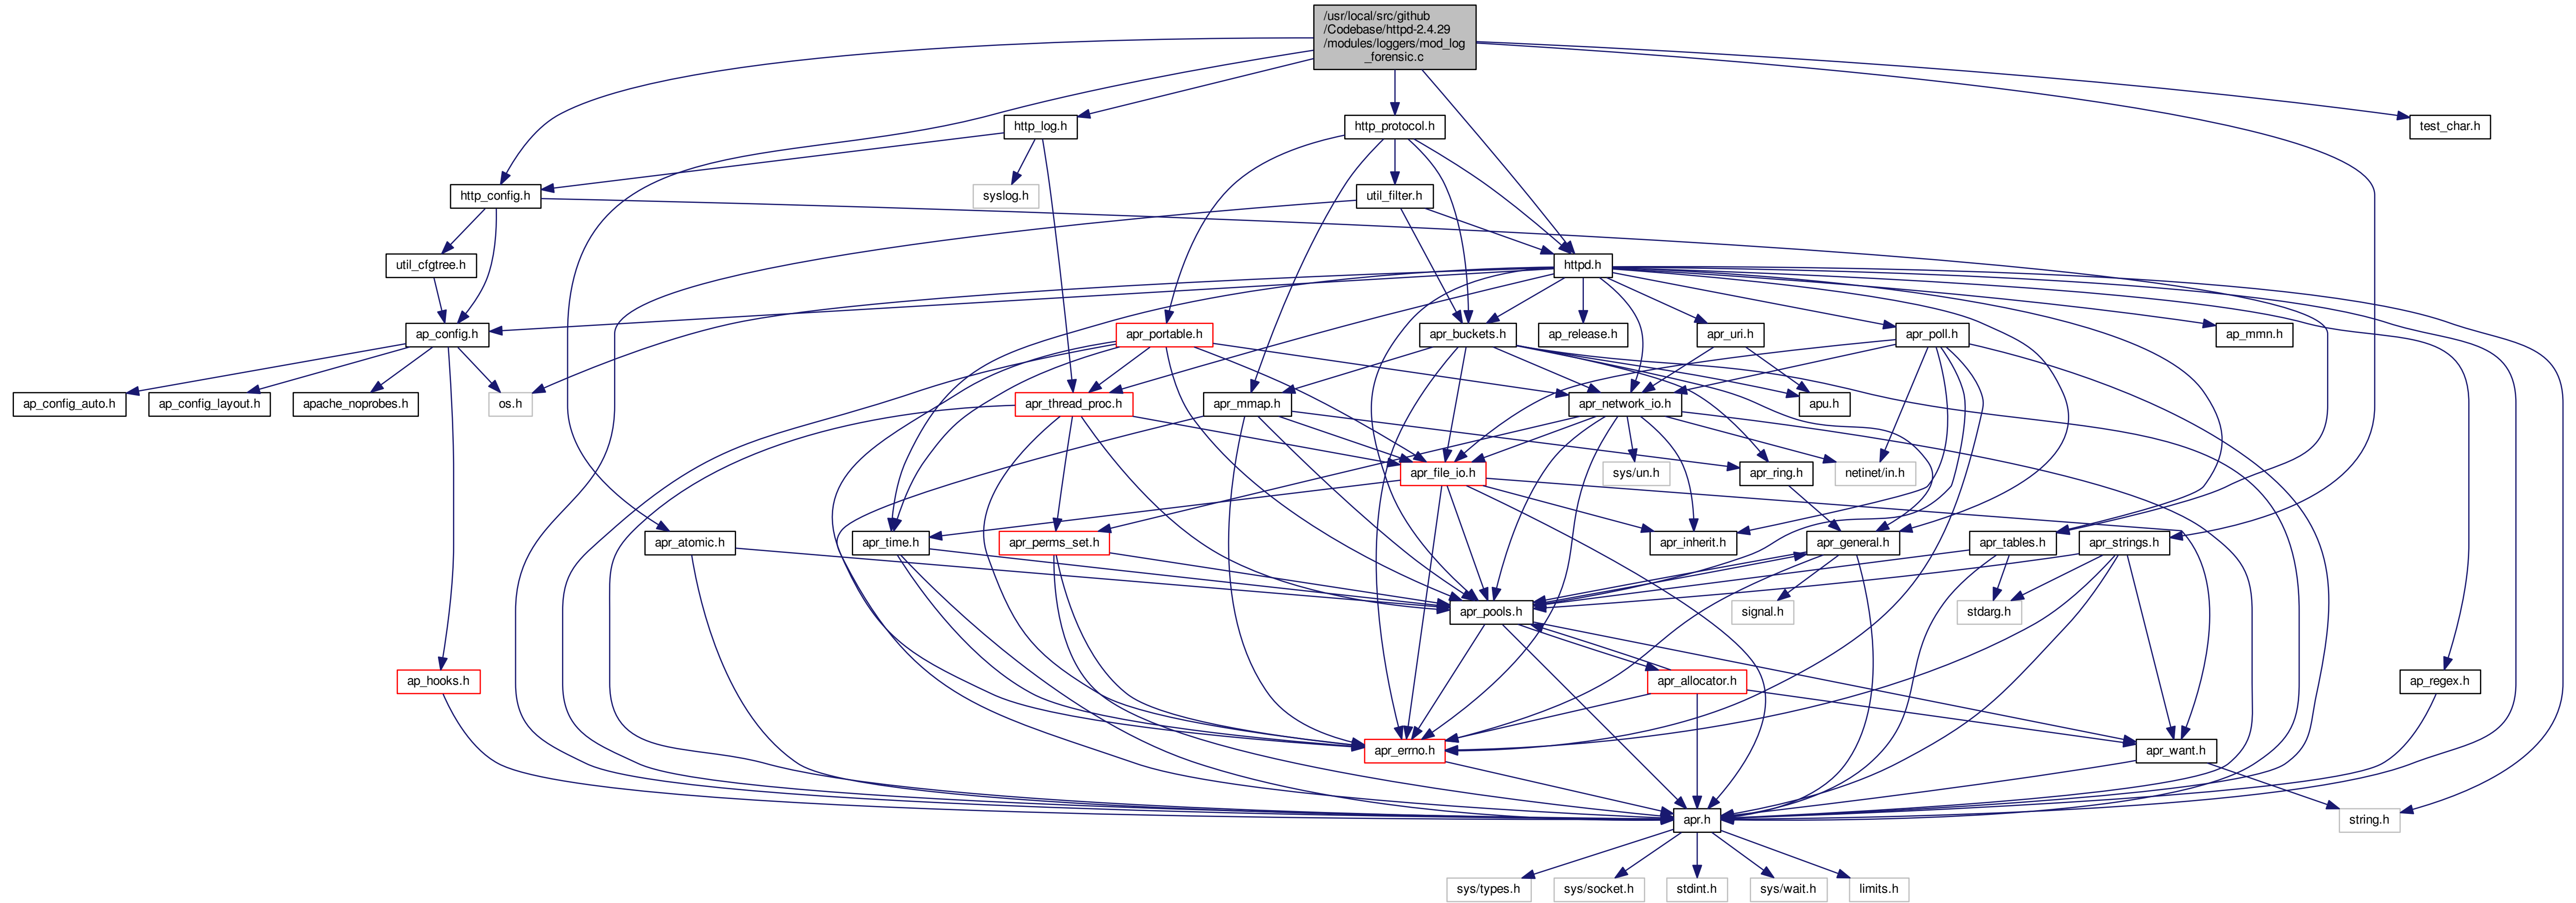 /usr/local/src/github
/Codebase/httpd-2.4.29
/modules/loggers/mod_log
_forensic.c
http_log.h
http_protocol.h
test_char.h
http_config.h
syslog.h
util_filter.h
util_cfgtree.h
httpd.h
ap_config.h
apr_portable.h
apr_buckets.h
ap_release.h
apr_uri.h
apr_poll.h
ap_mmn.h
ap_config_auto.h
ap_config_layout.h
apache_noprobes.h
os.h
apr_thread_proc.h
apr_mmap.h
apr_network_io.h
apu.h
apr_file_io.h
sys/un.h
apr_ring.h
netinet/in.h
apr_atomic.h
apr_time.h
apr_perms_set.h
apr_inherit.h
apr_general.h
apr_tables.h
apr_strings.h
apr_pools.h
signal.h
stdarg.h
ap_hooks.h
apr_allocator.h
ap_regex.h
apr_errno.h
apr_want.h
apr.h
string.h
sys/types.h
sys/socket.h
stdint.h
sys/wait.h
limits.h